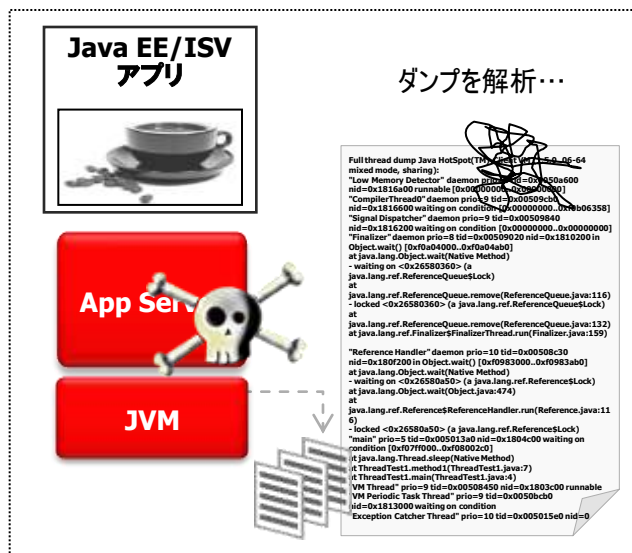 Java EE/ISV
アプリ
App Serv
JVM
ダンプを解析…
Full thread dump Java HotSpot(TM) Client VM
mixed mode, sharing):
"Low Memory Detector" daemon
nid=0x1816a00 runnable [0x00000000..0x00000000]
"CompilerThread0" daemon prio=9 tid=0x00509cb0
nid=0x1816600 waiting on condition [0x00000000..0xf0b06358]
"Signal Dispatcher" daemon prio=9 tid=0x00509840
nid=0x1816200 waiting on condition [0x00000000..0x00000000]
"Finalizer" daemon prio=8 tid=0x00509020 nid=0x1810200 in
Object.wait() [0xf0a04000..0xf0a04ab0]
at java.lang.Object.wait(Native Method)
- waiting on <0x26580360> (a
java.lang.ref.ReferenceQueue$Lock)
at
java.lang.ref.ReferenceQueue.remove(ReferenceQueue.java:116)
- locked <0x26580360> (a java.lang.ref.ReferenceQueue$Lock)
at
java.lang.ref.ReferenceQueue.remove(ReferenceQueue.java:132)
at java.lang.ref.Finalizer$FinalizerThread.run(Finalizer.java:159)
"Reference Handler" daemon prio=10 tid=0x00508c30
nid=0x180f200 in Object.wait() [0xf0983000..0xf0983ab0]
at java.lang.Object.wait(Native Method)
- waiting on <0x26580a50> (a java.lang.ref.Reference$Lock)
at java.lang.Object.wait(Object.java:474)
at
java.lang.ref.Reference$ReferenceHandler.run(Reference.java:11
6)
- locked <0x26580a50> (a java.lang.ref.Reference$Lock)
"main" prio=5 tid=0x005013a0 nid=0x1804c00 waiting on
condition [0xf07ff000..0xf08002c0]
at java.lang.Thread.sleep(Native Method)
at ThreadTest1.method1(ThreadTest1.java:7)
at ThreadTest1.main(ThreadTest1.java:4)
"VM Thread" prio=9 tid=0x00508450 nid=0x1803c00 runnable
"VM Periodic Task Thread" prio=9 tid=0x0050bcb0
nid=0x1813000 waiting on condition
"Exception Catcher Thread" prio=10 tid=0x005015e0 nid=0